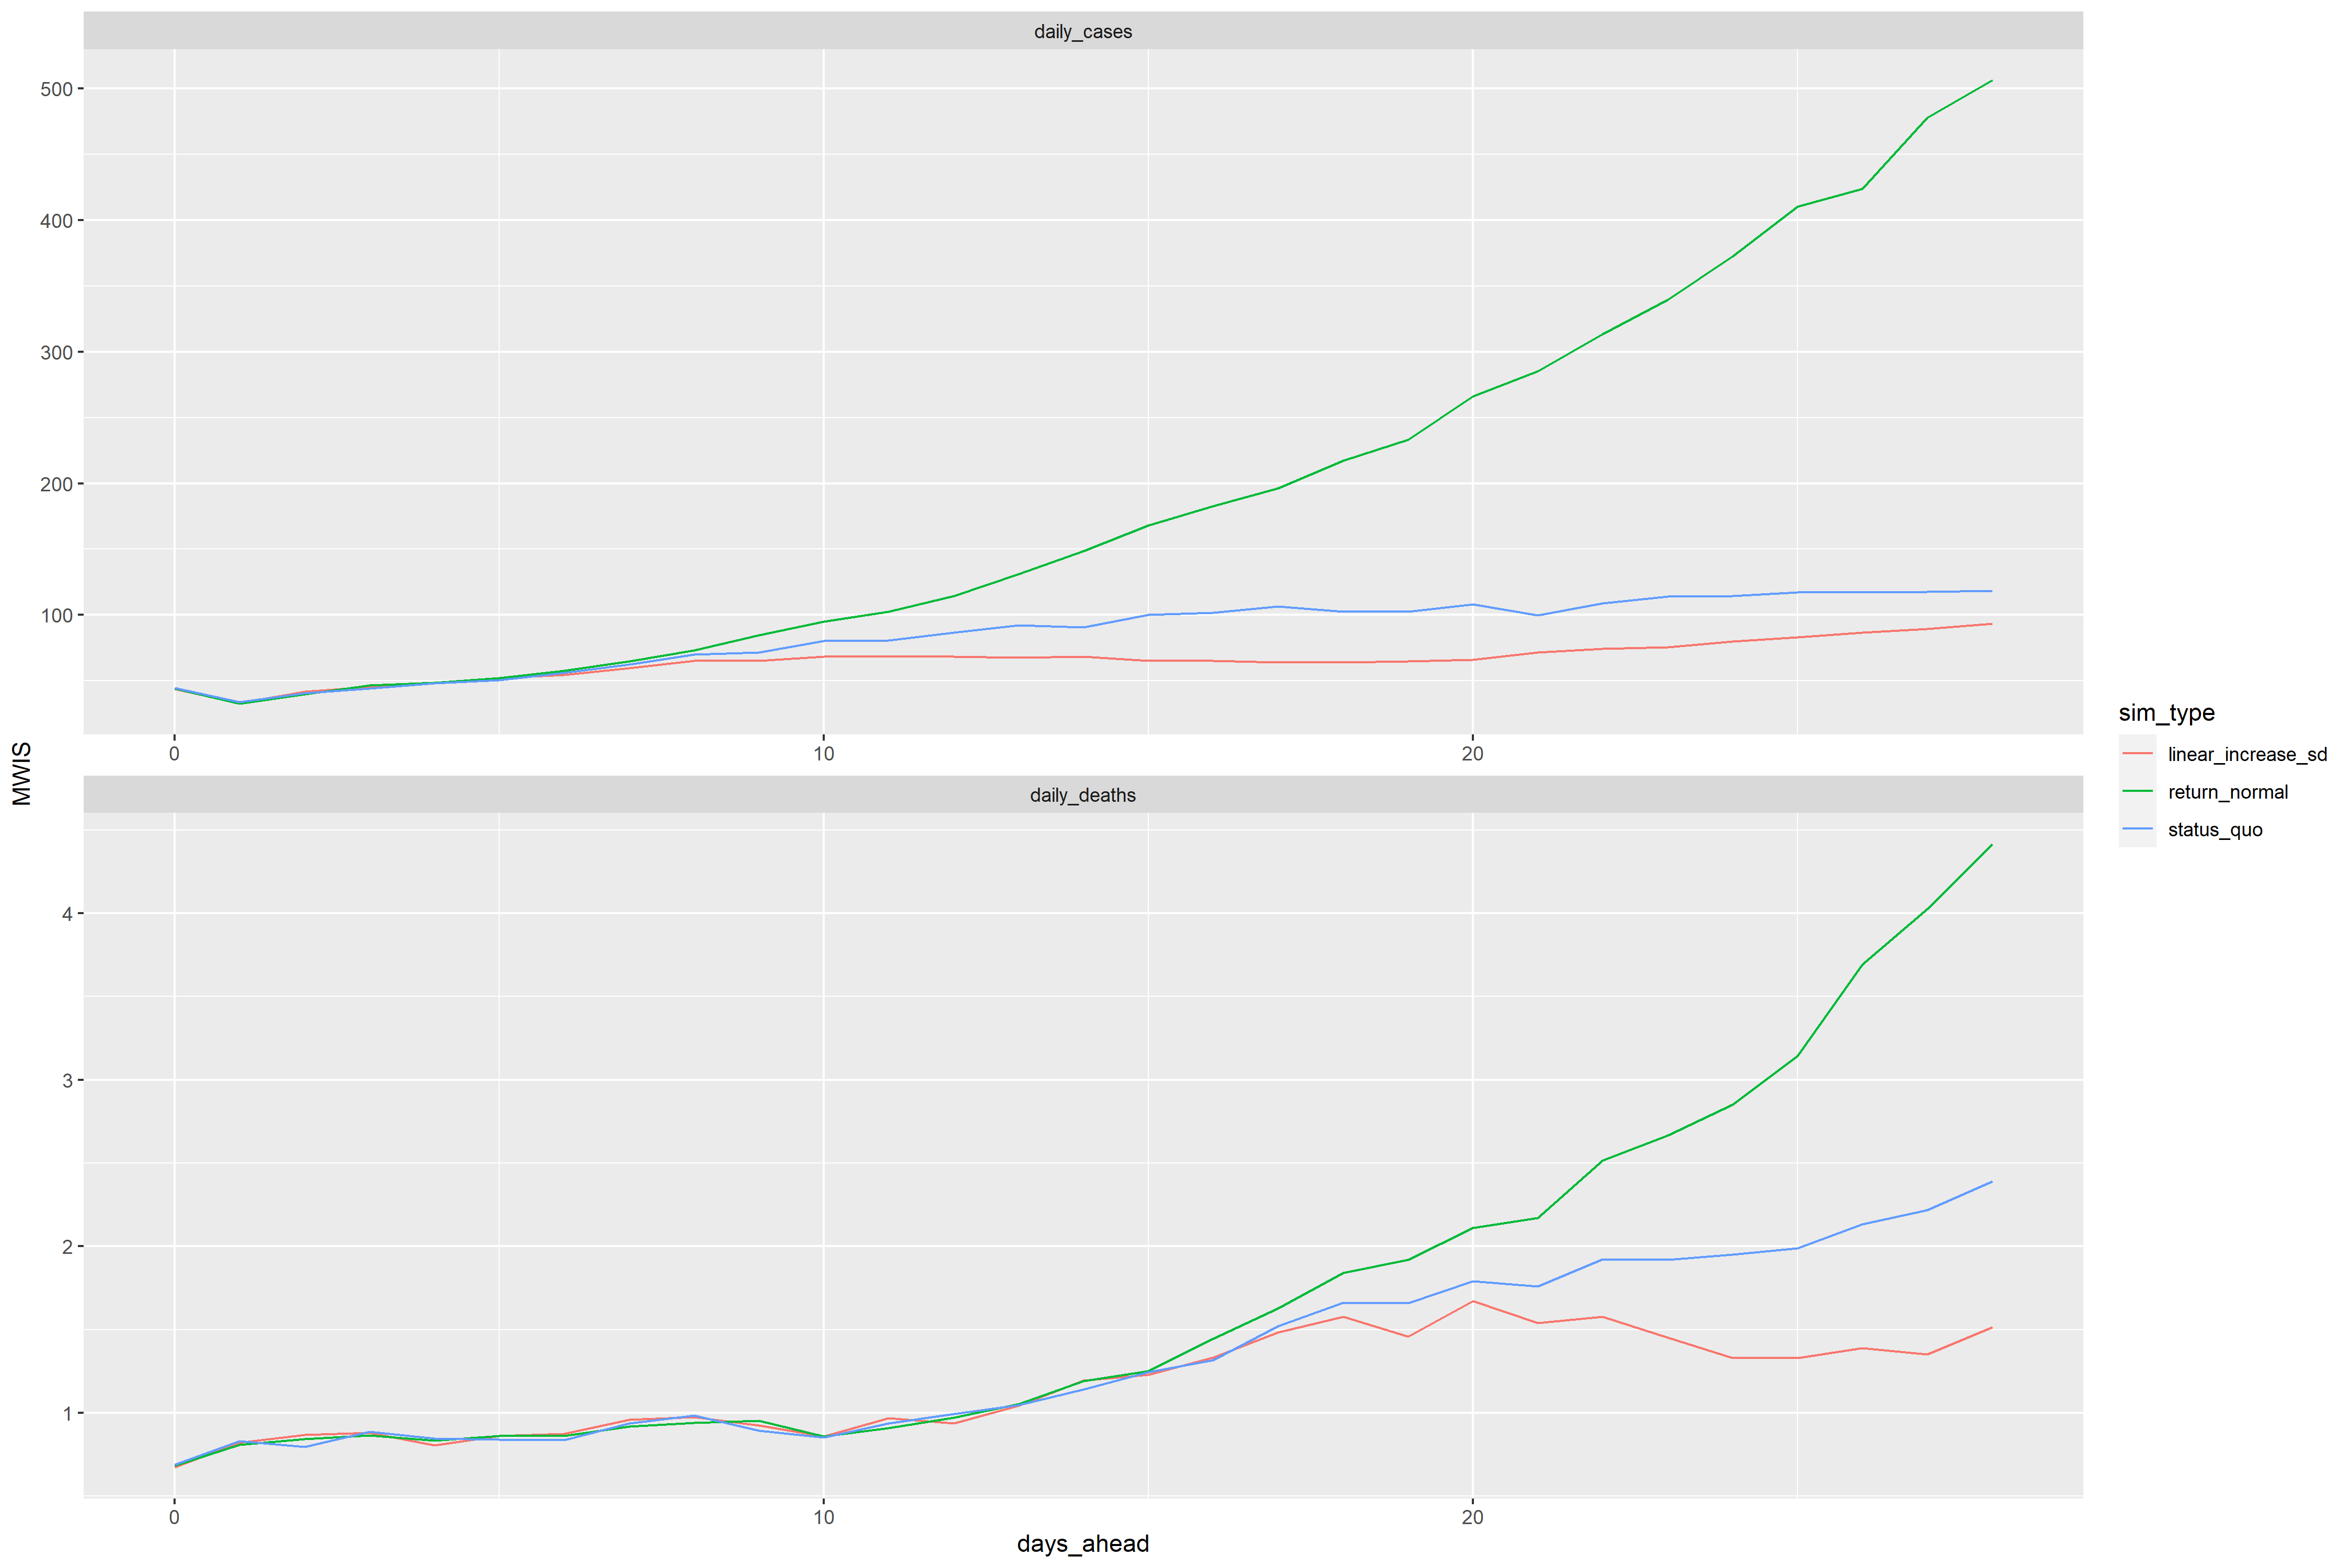 daily_cases
500
400
300
200
100
0 10 20
daily_deaths
4
3
2
1
0 10 20
days_ahead
MWIS
sim_type
linear_increase_sd
return_normal
status_quo